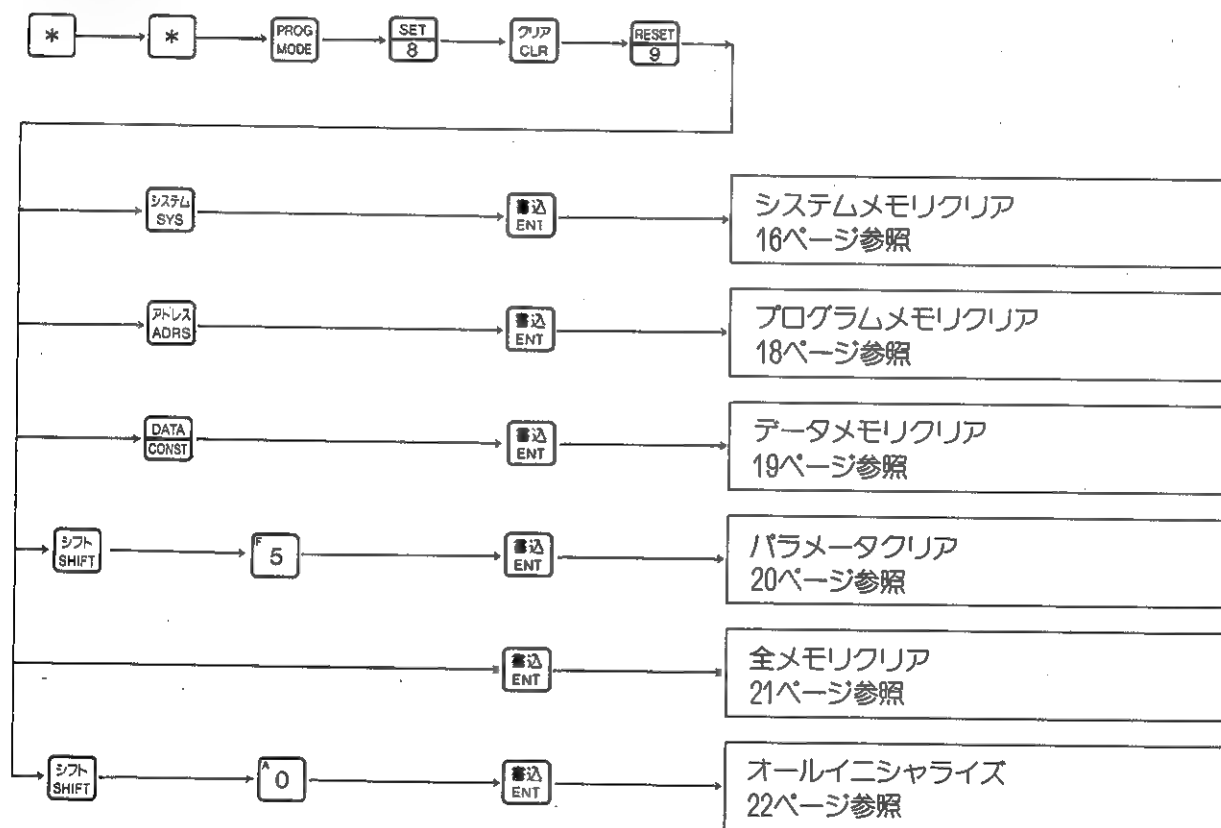 * * PROG SET クリア RESET
MODE 8 CLR 9
システム 書込
SYS ENT
システムメモリクリア
16ページ参照
アドレス 書込
ADRS ENT
プログラムメモリクリア
18ページ参照
DATA 書込
CONST ENT
データメモリクリア
19ページ参照
シフト F 5 書込
SHIFT ENT
パラメータクリア
20ページ参照
書込
ENT
全メモリクリア
21ページ参照
シフト A 0 書込
SHIFT ENT
オールイニシャライズ
22ページ参照